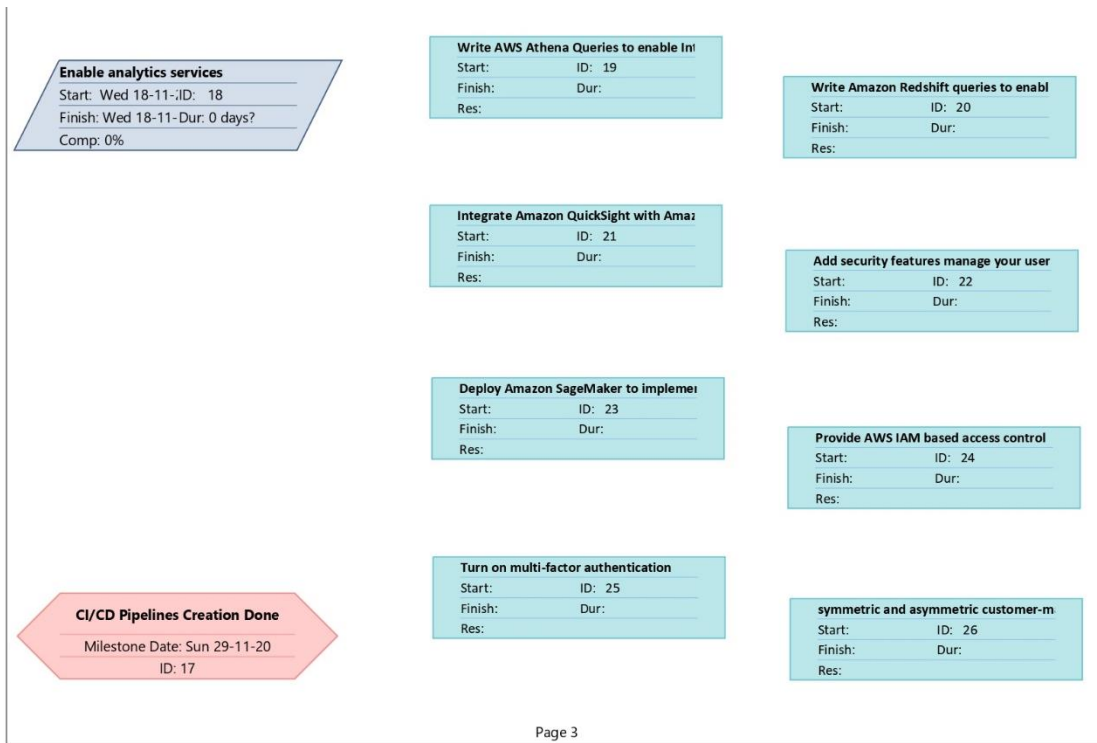 Enable analytics services
Start: Wed 18-11-2 ID: 18
Finish: Wed 18-11- Dur: 0 days?
Comp: 0%
Write AWS Athena Queries to enable Int
Start: ID: 19
Finish: Dur:
Res:
Write Amazon Redshift queries to enabl
Start: ID: 20
Finish: Dur:
Res:
Integrate Amazon QuickSight with Amaz
Start: ID: 21
Finish: Dur:
Res:
Add security features manage your user
Start: ID: 22
Finish: Dur:
Res:
Deploy Amazon SageMaker to implemen
Start: ID: 23
Finish: Dur:
Res:
Provide AWS IAM based access control
Start: ID: 24
Finish: Dur:
Res:
Turn on multi-factor authentication
Start: ID: 25
Finish: Dur:
Res:
symmetric and asymmetric customer-m
Start: ID: 26
Finish: Dur:
Res:
CI/CD Pipelines Creation Done
Milestone Date: Sun 29-11-20
ID: 17
Page 3